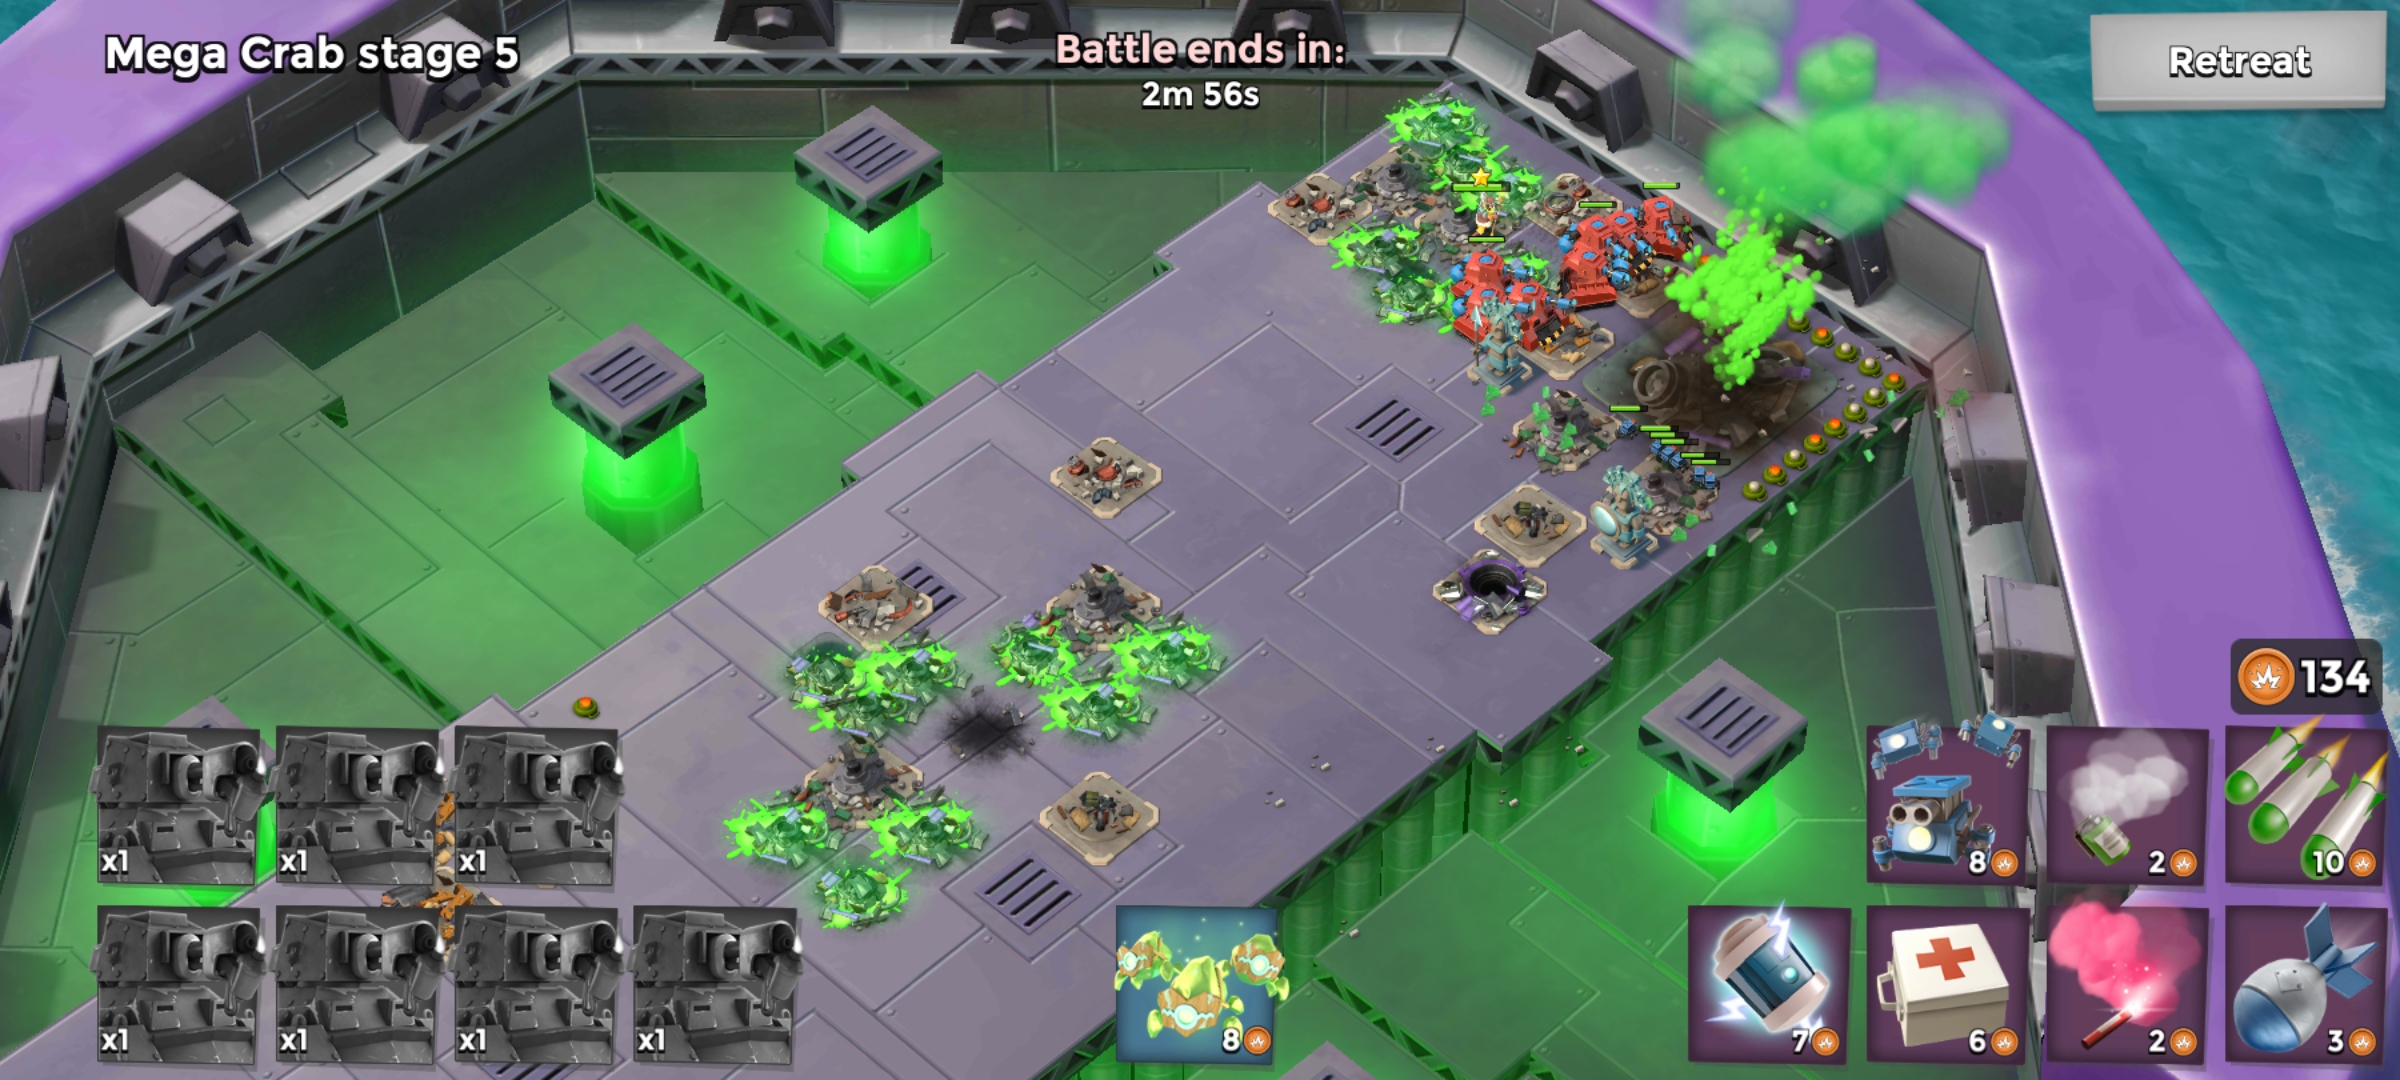 Mega Crab stage 5
Battle ends in:
2m 56s
Retreat
134
8
2
10
x1
x1
x1
x1
x1
x1
x1
8
7
6
2
3